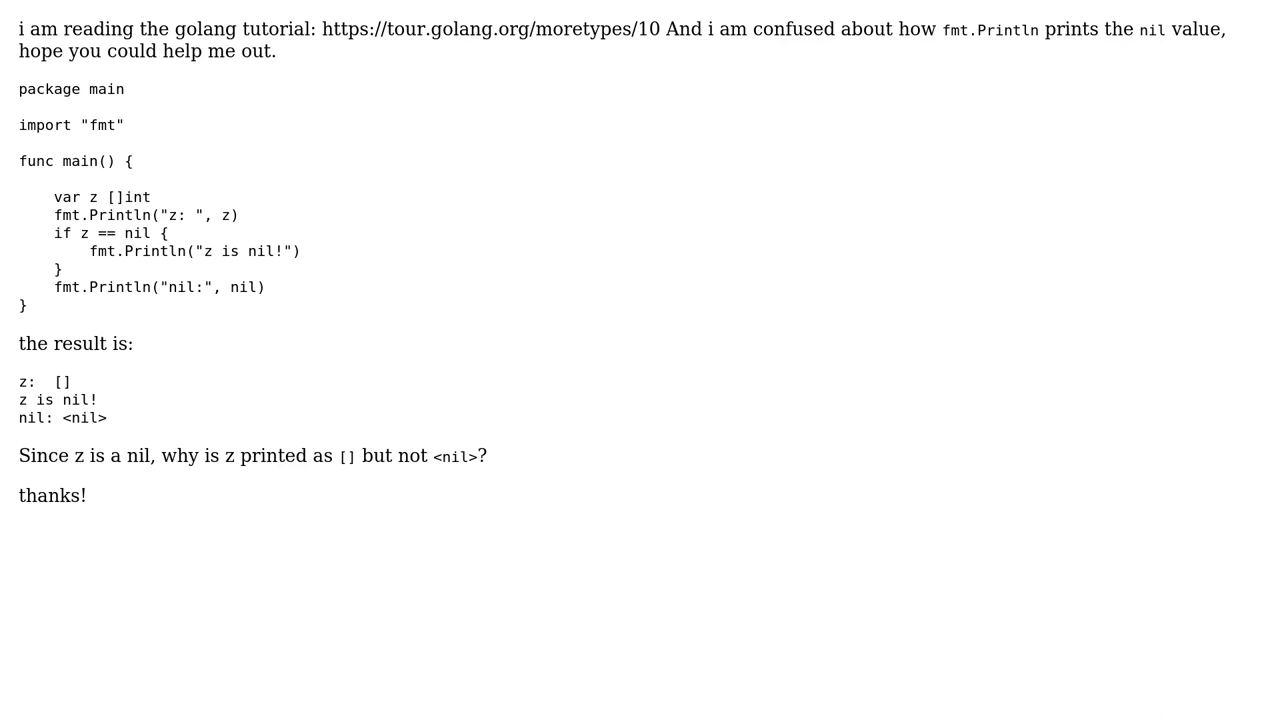 i am reading the golang tutorial: https://tour.golang.org/moretypes/10 And i am confused about how fmt.Println prints the nil value,
hope you could help me out.
package main
import "fmt"
func main() {
    var z []int
    fmt.Println("z: ", z)
    if z == nil {
        fmt.Println("z is nil!")
    }
    fmt.Println("nil:", nil)
}
the result is:
z:  []
z is nil!
nil: <nil>
Since z is a nil, why is z printed as [] but not <nil>?
thanks!